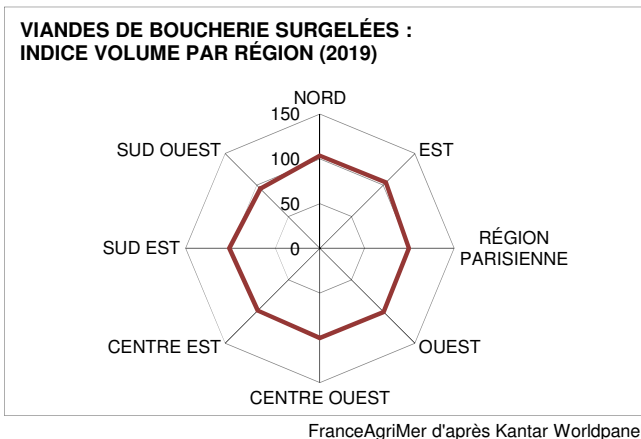 VIANDES DE BOUCHERIE SURGELÉES :
INDICE VOLUME PAR RÉGION (2019)
NORD
150
SUD OUEST
100
EST
50
SUD EST
0
RÉGION
PARISIENNE
CENTRE EST
OUEST
CENTRE OUEST
FranceAgriMer d'après Kantar Worldpane